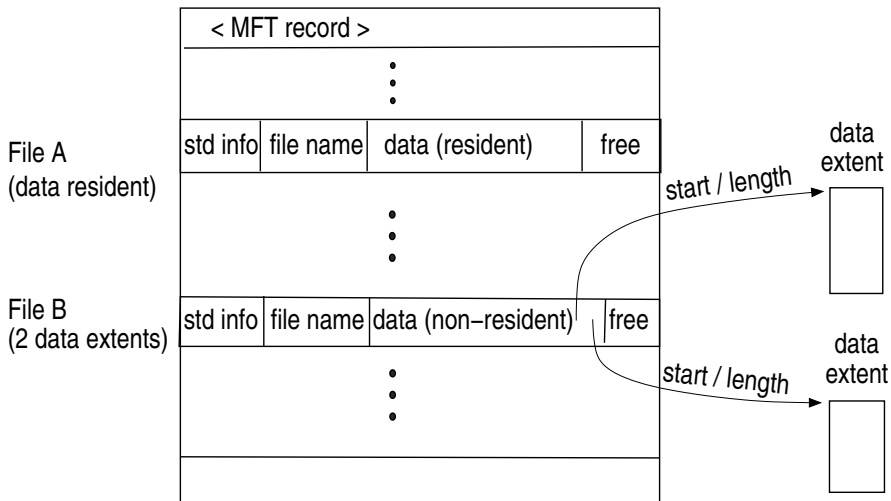 < MFT record >
File A
(data resident)
std info file name data (resident) free
start / length
data
extent
File B
(2 data extents)
std info file name data (non–resident) free
start / length
data
extent